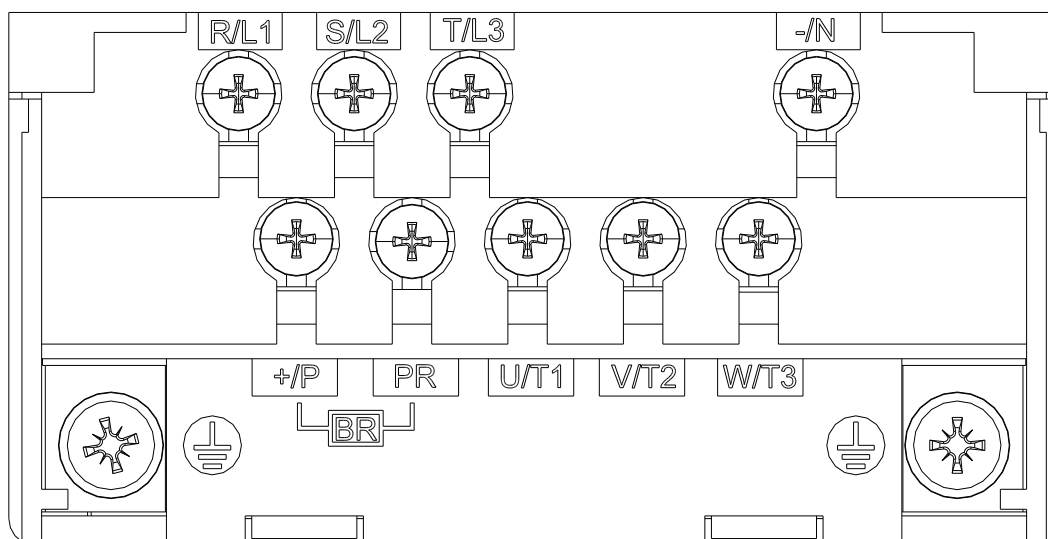 R/L1 S/L2 T/L3 -/N
+/P PR U/T1 V/T2 W/T3
BR